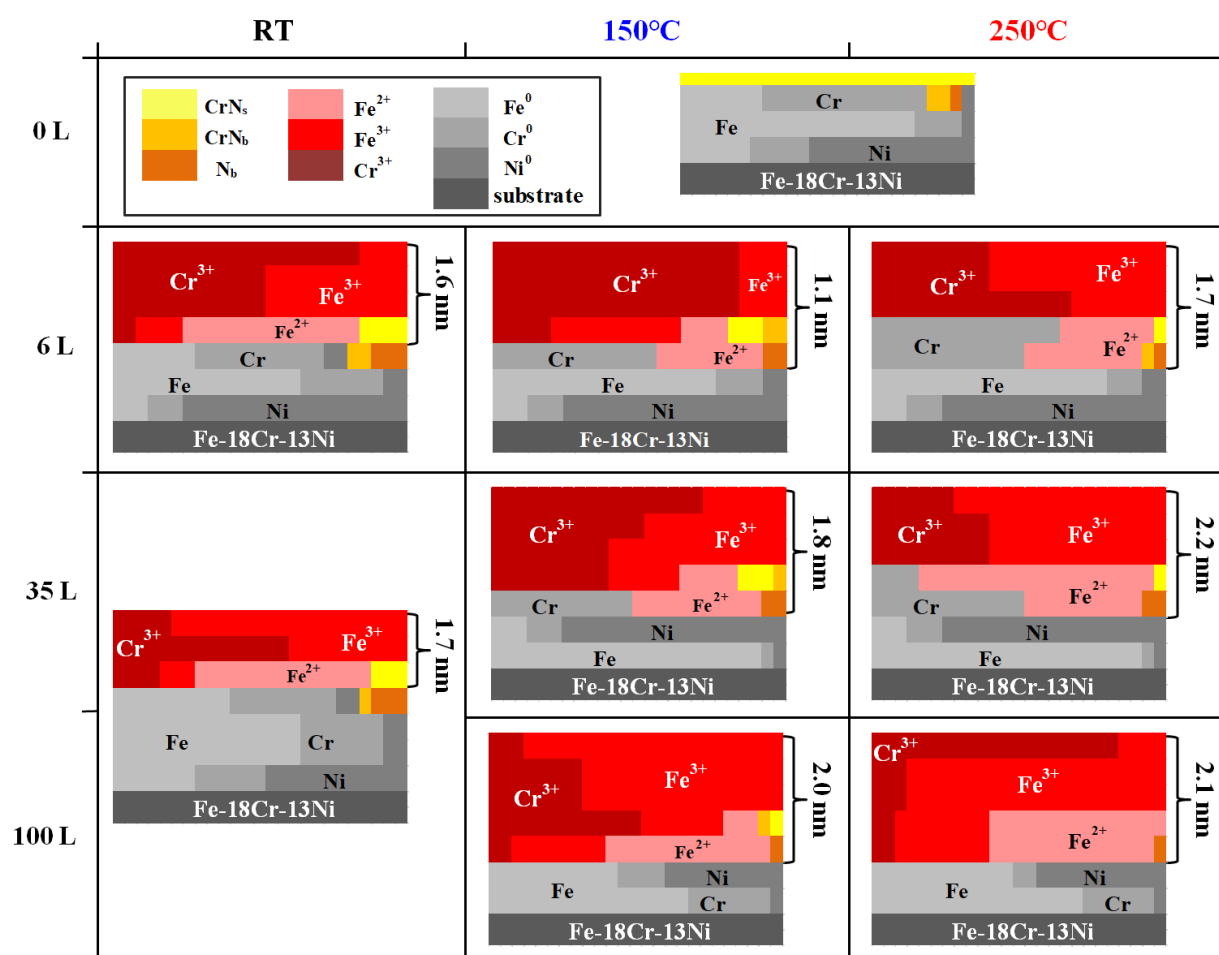 RT 150°C 250°C
0 L
CrNs Fe2+ Fe0
CrNb Fe3+ Cr0
Nb Cr3+ Ni0
substrate
Cr
Fe
Ni
Fe-18Cr-13Ni
6 L
Cr3+ Fe3+ 1.6 nm
Fe2+
Cr
Fe
Ni
Fe-18Cr-13Ni
Cr3+ Fe3+ 1.1 nm
Cr Fe2+
Fe
Ni
Fe-18Cr-13Ni
Cr3+ Fe3+ 1.7 nm
Cr Fe2+
Fe
Ni
Fe-18Cr-13Ni
35 L
Cr3+ Fe3+ 1.7 nm
Fe2+
Fe Cr
Ni
Fe-18Cr-13Ni
Cr3+ Fe3+ 1.8 nm
Cr Fe2+
Ni
Fe
Fe-18Cr-13Ni
Cr3+ Fe3+ 2.2 nm
Cr Fe2+
Ni
Fe
Fe-18Cr-13Ni
100 L
Cr3+ Fe3+ 2.0 nm
Fe2+
Fe Ni
Cr
Fe-18Cr-13Ni
Cr3+ Fe3+ 2.1 nm
Fe2+
Fe Ni
Cr
Fe-18Cr-13Ni